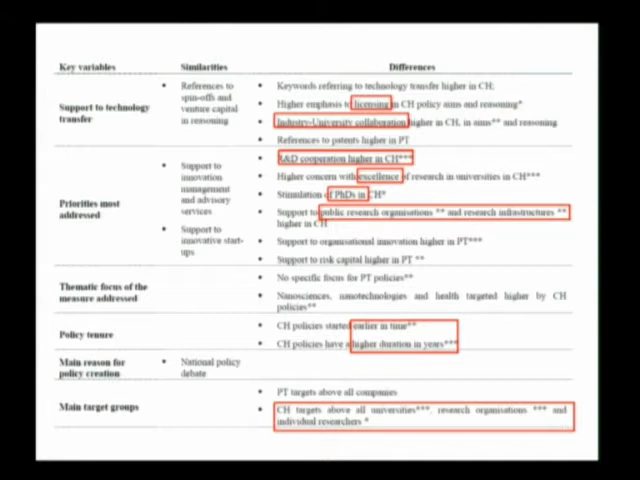 Key variables Similarities Differences
Support to technology
transfer
• References to
spin-offs and
venture capital
in reasoning
• Keywords referring to technology transfer higher in CH;
• Higher emphasis to licensing in CH policy aims and reasoning*
• Industry-University collaboration higher in CH, in aims** and reasoning
• References to patents higher in PT
Priorities most
addressed
• Support to
innovation
management
and advisory
services
• Support to
innovative start-
ups
• R&D cooperation higher in CH***
• Higher concern with excellence of research in universities in CH***
• Stimulation of PhDs in CH*
• Support to public research organisations ** and research infrastructures **
higher in CH
• Support to organisational innovation higher in PT***
• Support to risk capital higher in PT **
Thematic focus of the
measure addressed
• No specific focus for PT policies**
• Nanosciences, nanotechnologies and health targeted higher by CH
policies**
Policy tenure
• CH policies started earlier in time**
• CH policies have a higher duration in years***
Main reason for
policy creation
• National policy
debate
Main target groups
• PT targets above all companies
• CH targets above all universities***, research organisations *** and
individual researchers *